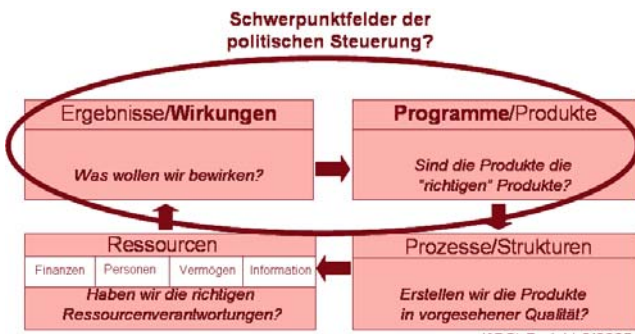 Schwerpunktfelder der
politischen Steuerung?
Ergebnisse/Wirkungen
Was wollen wir bewirken?
Programme/Produkte
Sind die Produkte die
"richtigen" Produkte?
Ressourcen
Finanzen
Personen
Vermögen
Information
Haben wir die richtigen
Ressourcenverantwortungen?
Prozesse/Strukturen
Erstellen wir die Produkte
in vorgesehener Qualität?